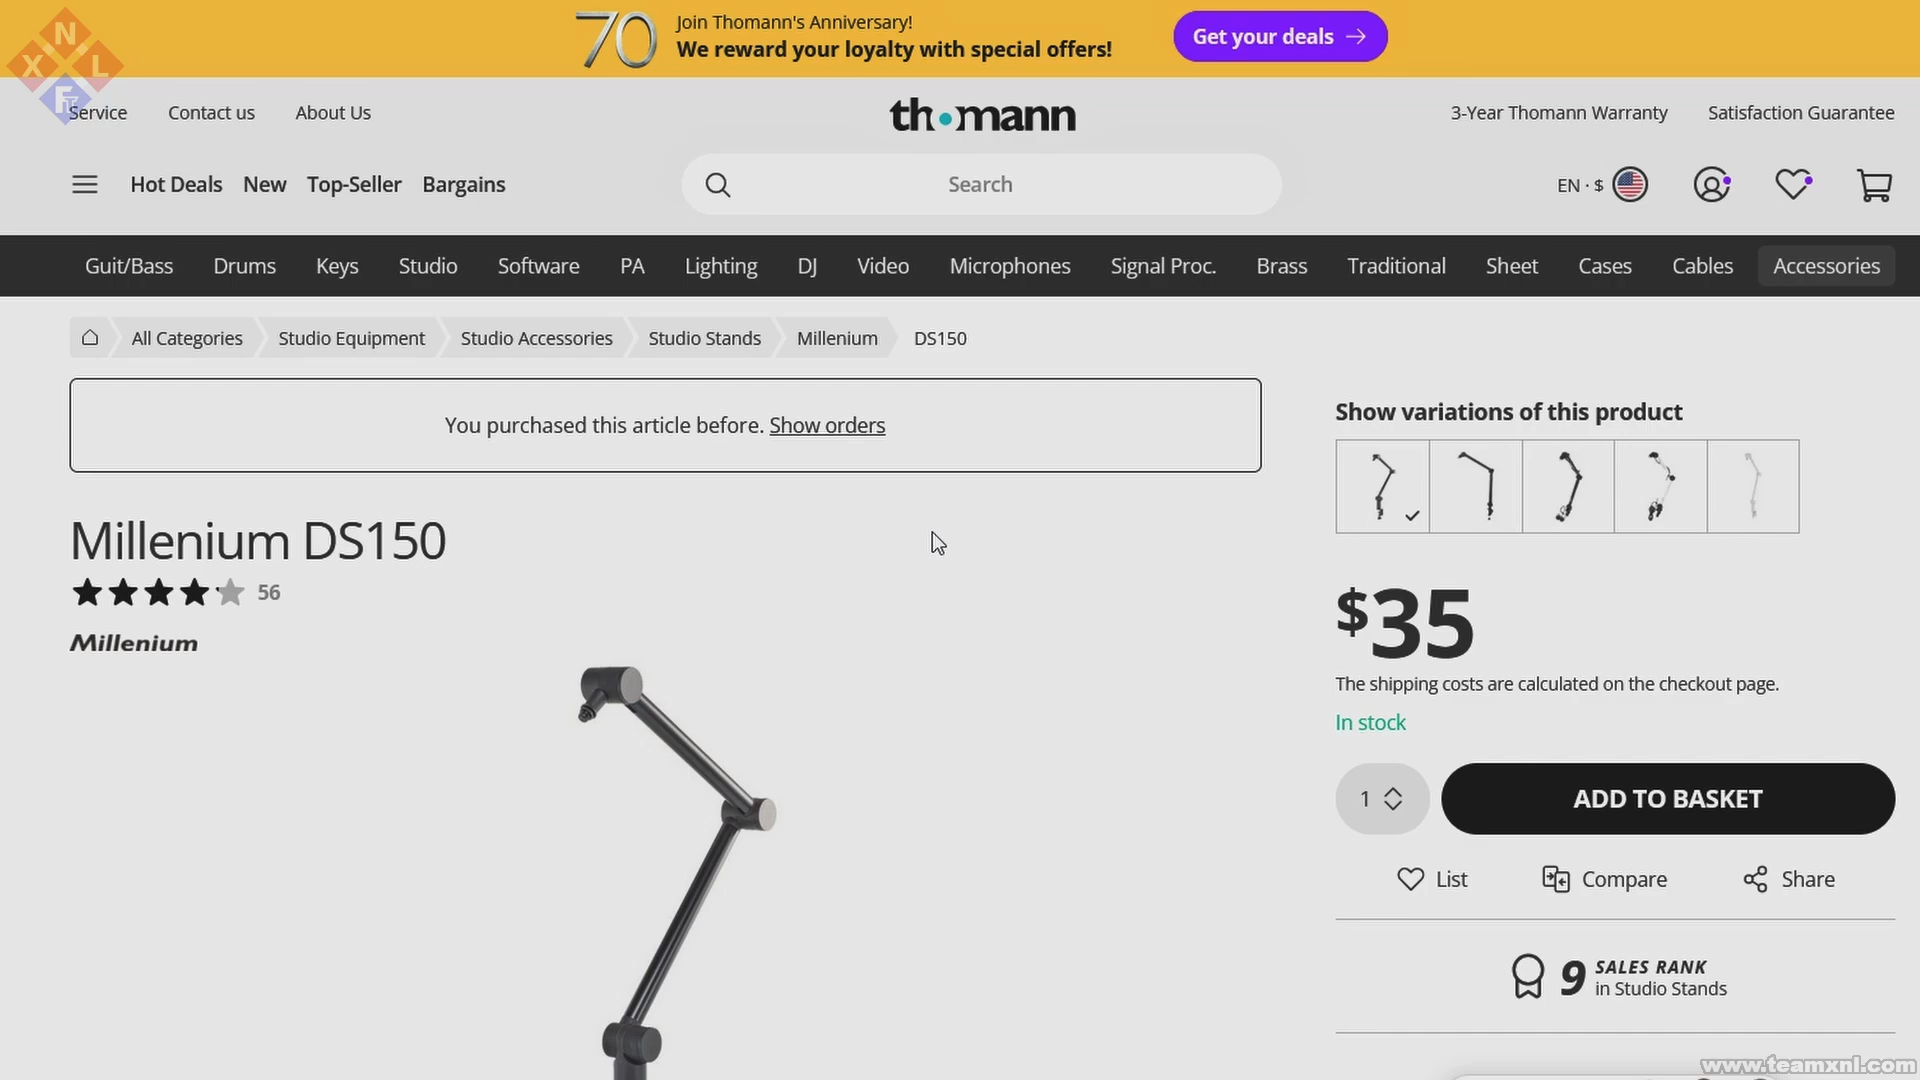 70
Join Thomann's Anniversary!
We reward your loyalty with special offers!
Get your deals
N
X L
F
Service
Contact us
About Us
thomann
3-Year Thomann Warranty
Satisfaction Guarantee
Hot Deals
New
Top-Seller
Bargains
Search
EN · $
Guit/Bass
Drums
Keys
Studio
Software
PA
Lighting
DJ
Video
Microphones
Signal Proc.
Brass
Traditional
Sheet
Cases
Cables
Accessories
All Categories
Studio Equipment
Studio Accessories
Studio Stands
Millenium
DS150
You purchased this article before. Show orders
Show variations of this product
Millenium DS150
56
Millenium
$35
The shipping costs are calculated on the checkout page.
In stock
1
ADD TO BASKET
List
Compare
Share
9
SALES RANK
in Studio Stands
www.teamxnl.com